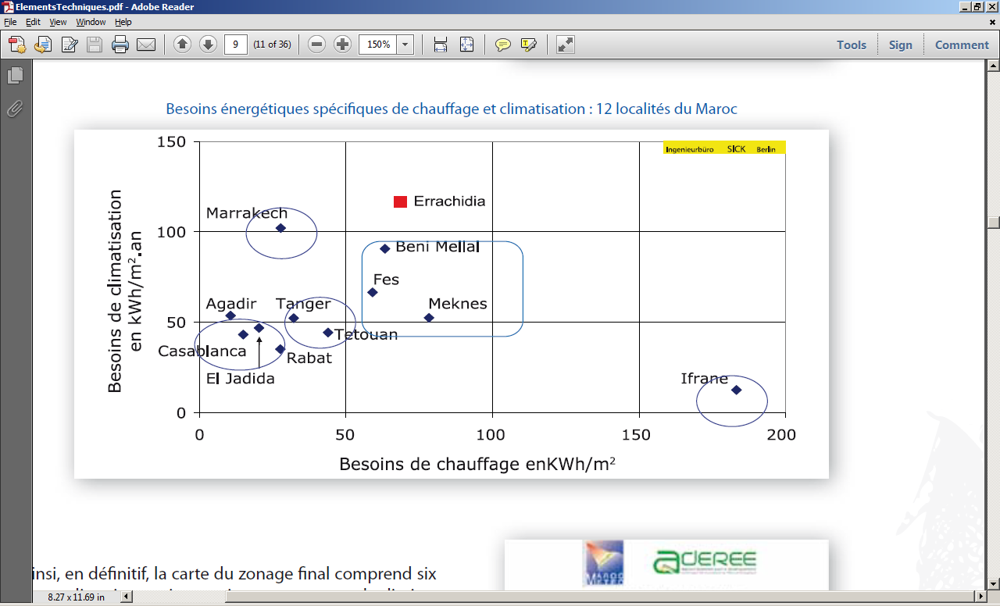 ElementsTechniques.pdf - Adobe Reader
File Edit View Window Help
9 (11 of 36) 150% Tools Sign Comment
Besoins énergétiques spécifiques de chauffage et climatisation : 12 localités du Maroc
Ingenieurbüro SICK Berlin
Besoins de climatisation
en kWh/m².an
150
100
50
0
Errachidia
Marrakech
Beni Mellal
Fes
Agadir
Tanger
Meknes
Tetouan
Casablanca
Rabat
El Jadida
Ifrane
0 50 100 150 200
Besoins de chauffage enKWh/m²
insi, en définitif, la carte du zonage final comprend six
MAROC
METEO
aDEREE
8.27 x 11.69 in